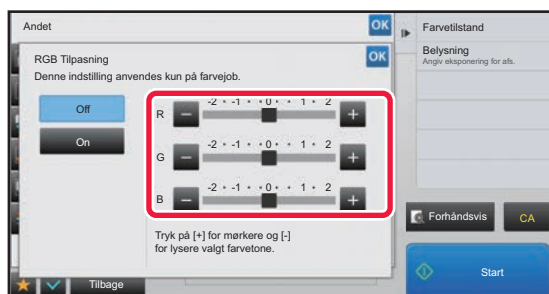 Andet
OK
RGB Tilpasning
OK
Denne indstilling anvendes kun på farvejob.
Off
On
R
-2 • -1 • • 0 • • 1 • 2
G
-2 • -1 • • 0 • • 1 • 2
B
-2 • -1 • • 0 • • 1 • 2
Tryk på [+] for mørkere og [-]
for lysere valgt farvetone.
Tilbage
Farvetilstand
Belysning
Angiv eksponering for afs.
Forhåndsvis
CA
Start